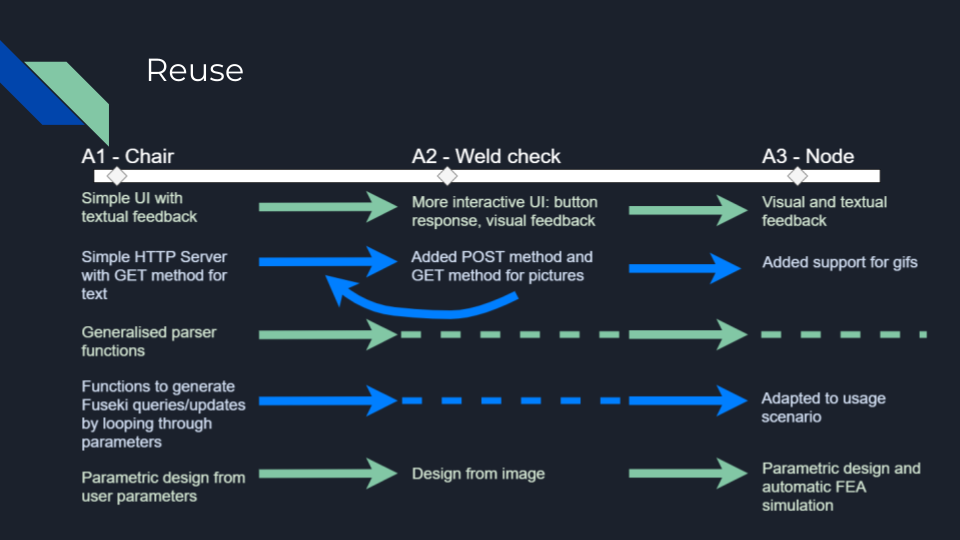 Reuse
A1 - Chair
A2 - Weld check
A3 - Node
Simple UI with
textual feedback
More interactive UI: button
response, visual feedback
Visual and textual
feedback
Simple HTTP Server
with GET method for
text
Added POST method and
GET method for pictures
Added support for gifs
Generalised parser
functions
Functions to generate
Fuseki queries/updates
by looping through
parameters
Adapted to usage
scenario
Parametric design from
user parameters
Design from image
Parametric design and
automatic FEA
simulation